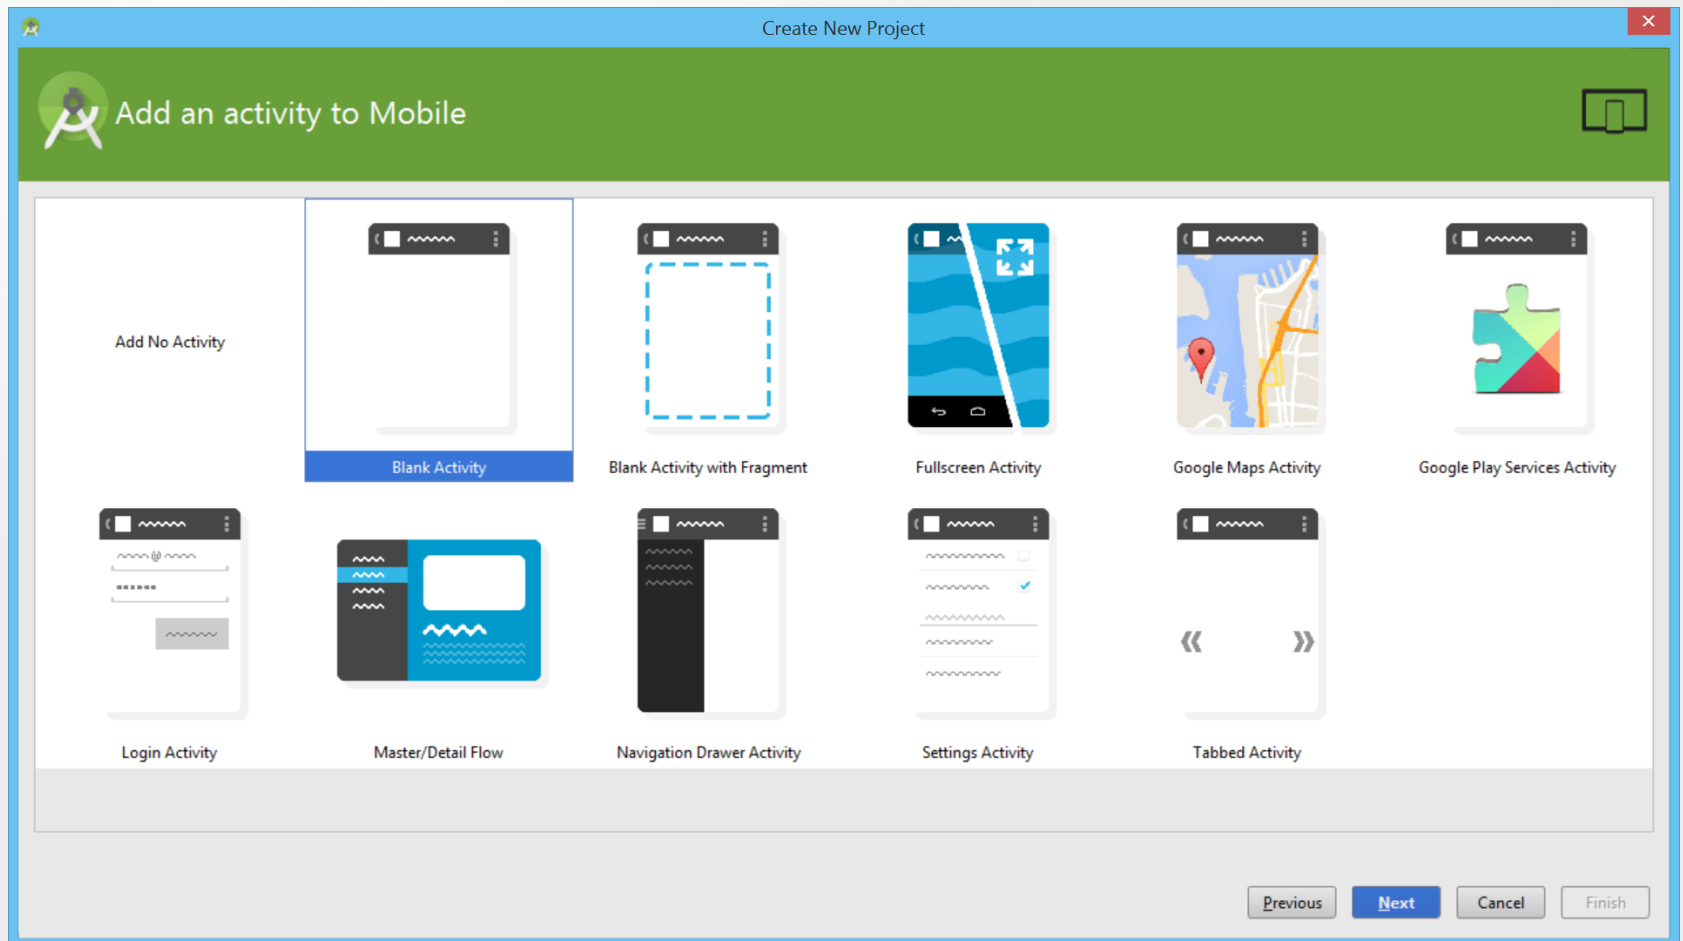 Create New Project
Add an activity to Mobile
Add No Activity
Blank Activity
Blank Activity with Fragment
Fullscreen Activity
Google Maps Activity
Google Play Services Activity
Login Activity
Master/Detail Flow
Navigation Drawer Activity
Settings Activity
Tabbed Activity
Previous
Next
Cancel
Finish